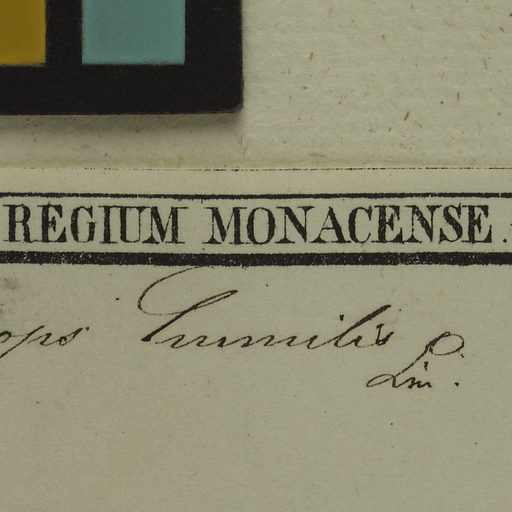 REGIUM MONACENSE.
ops humilis
Lin.